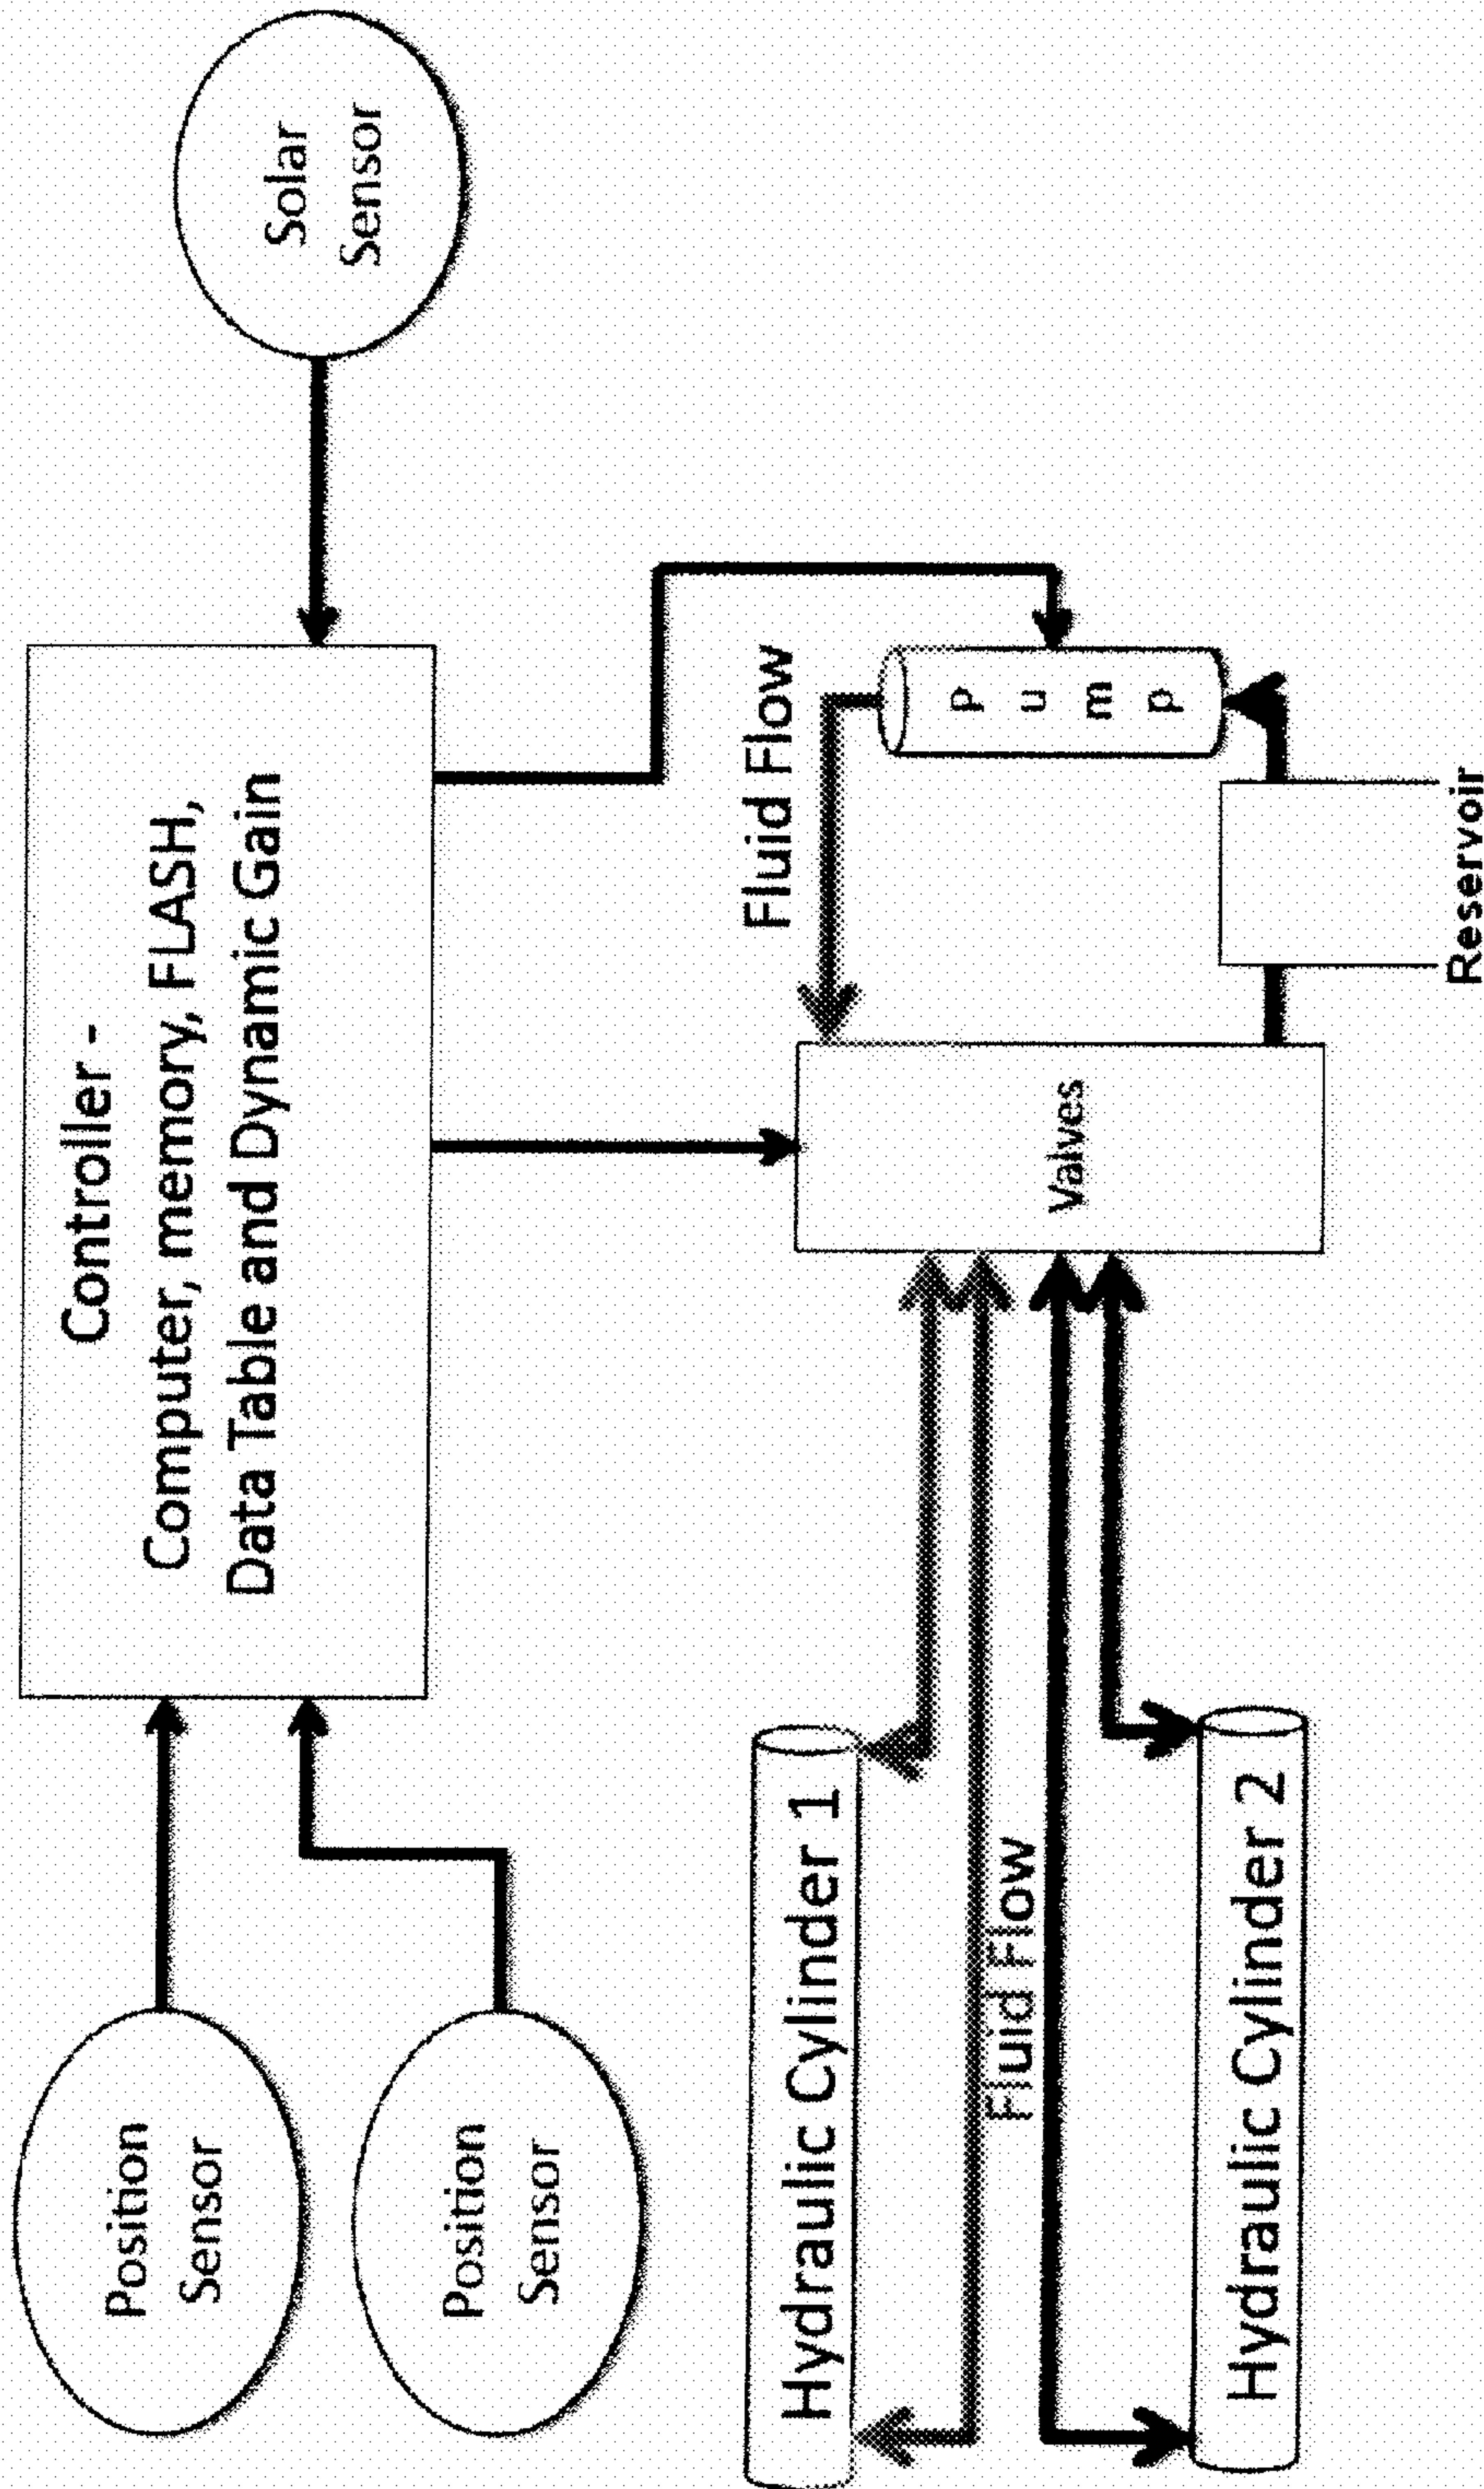 Position
Sensor
Position
Sensor
Controller -
Computer, memory, FLASH,
Data Table and Dynamic Gain
Solar
Sensor
Hydraulic Cylinder 1
Fluid Flow
Hydraulic Cylinder 2
Valves
Fluid Flow
Pump
Reservoir